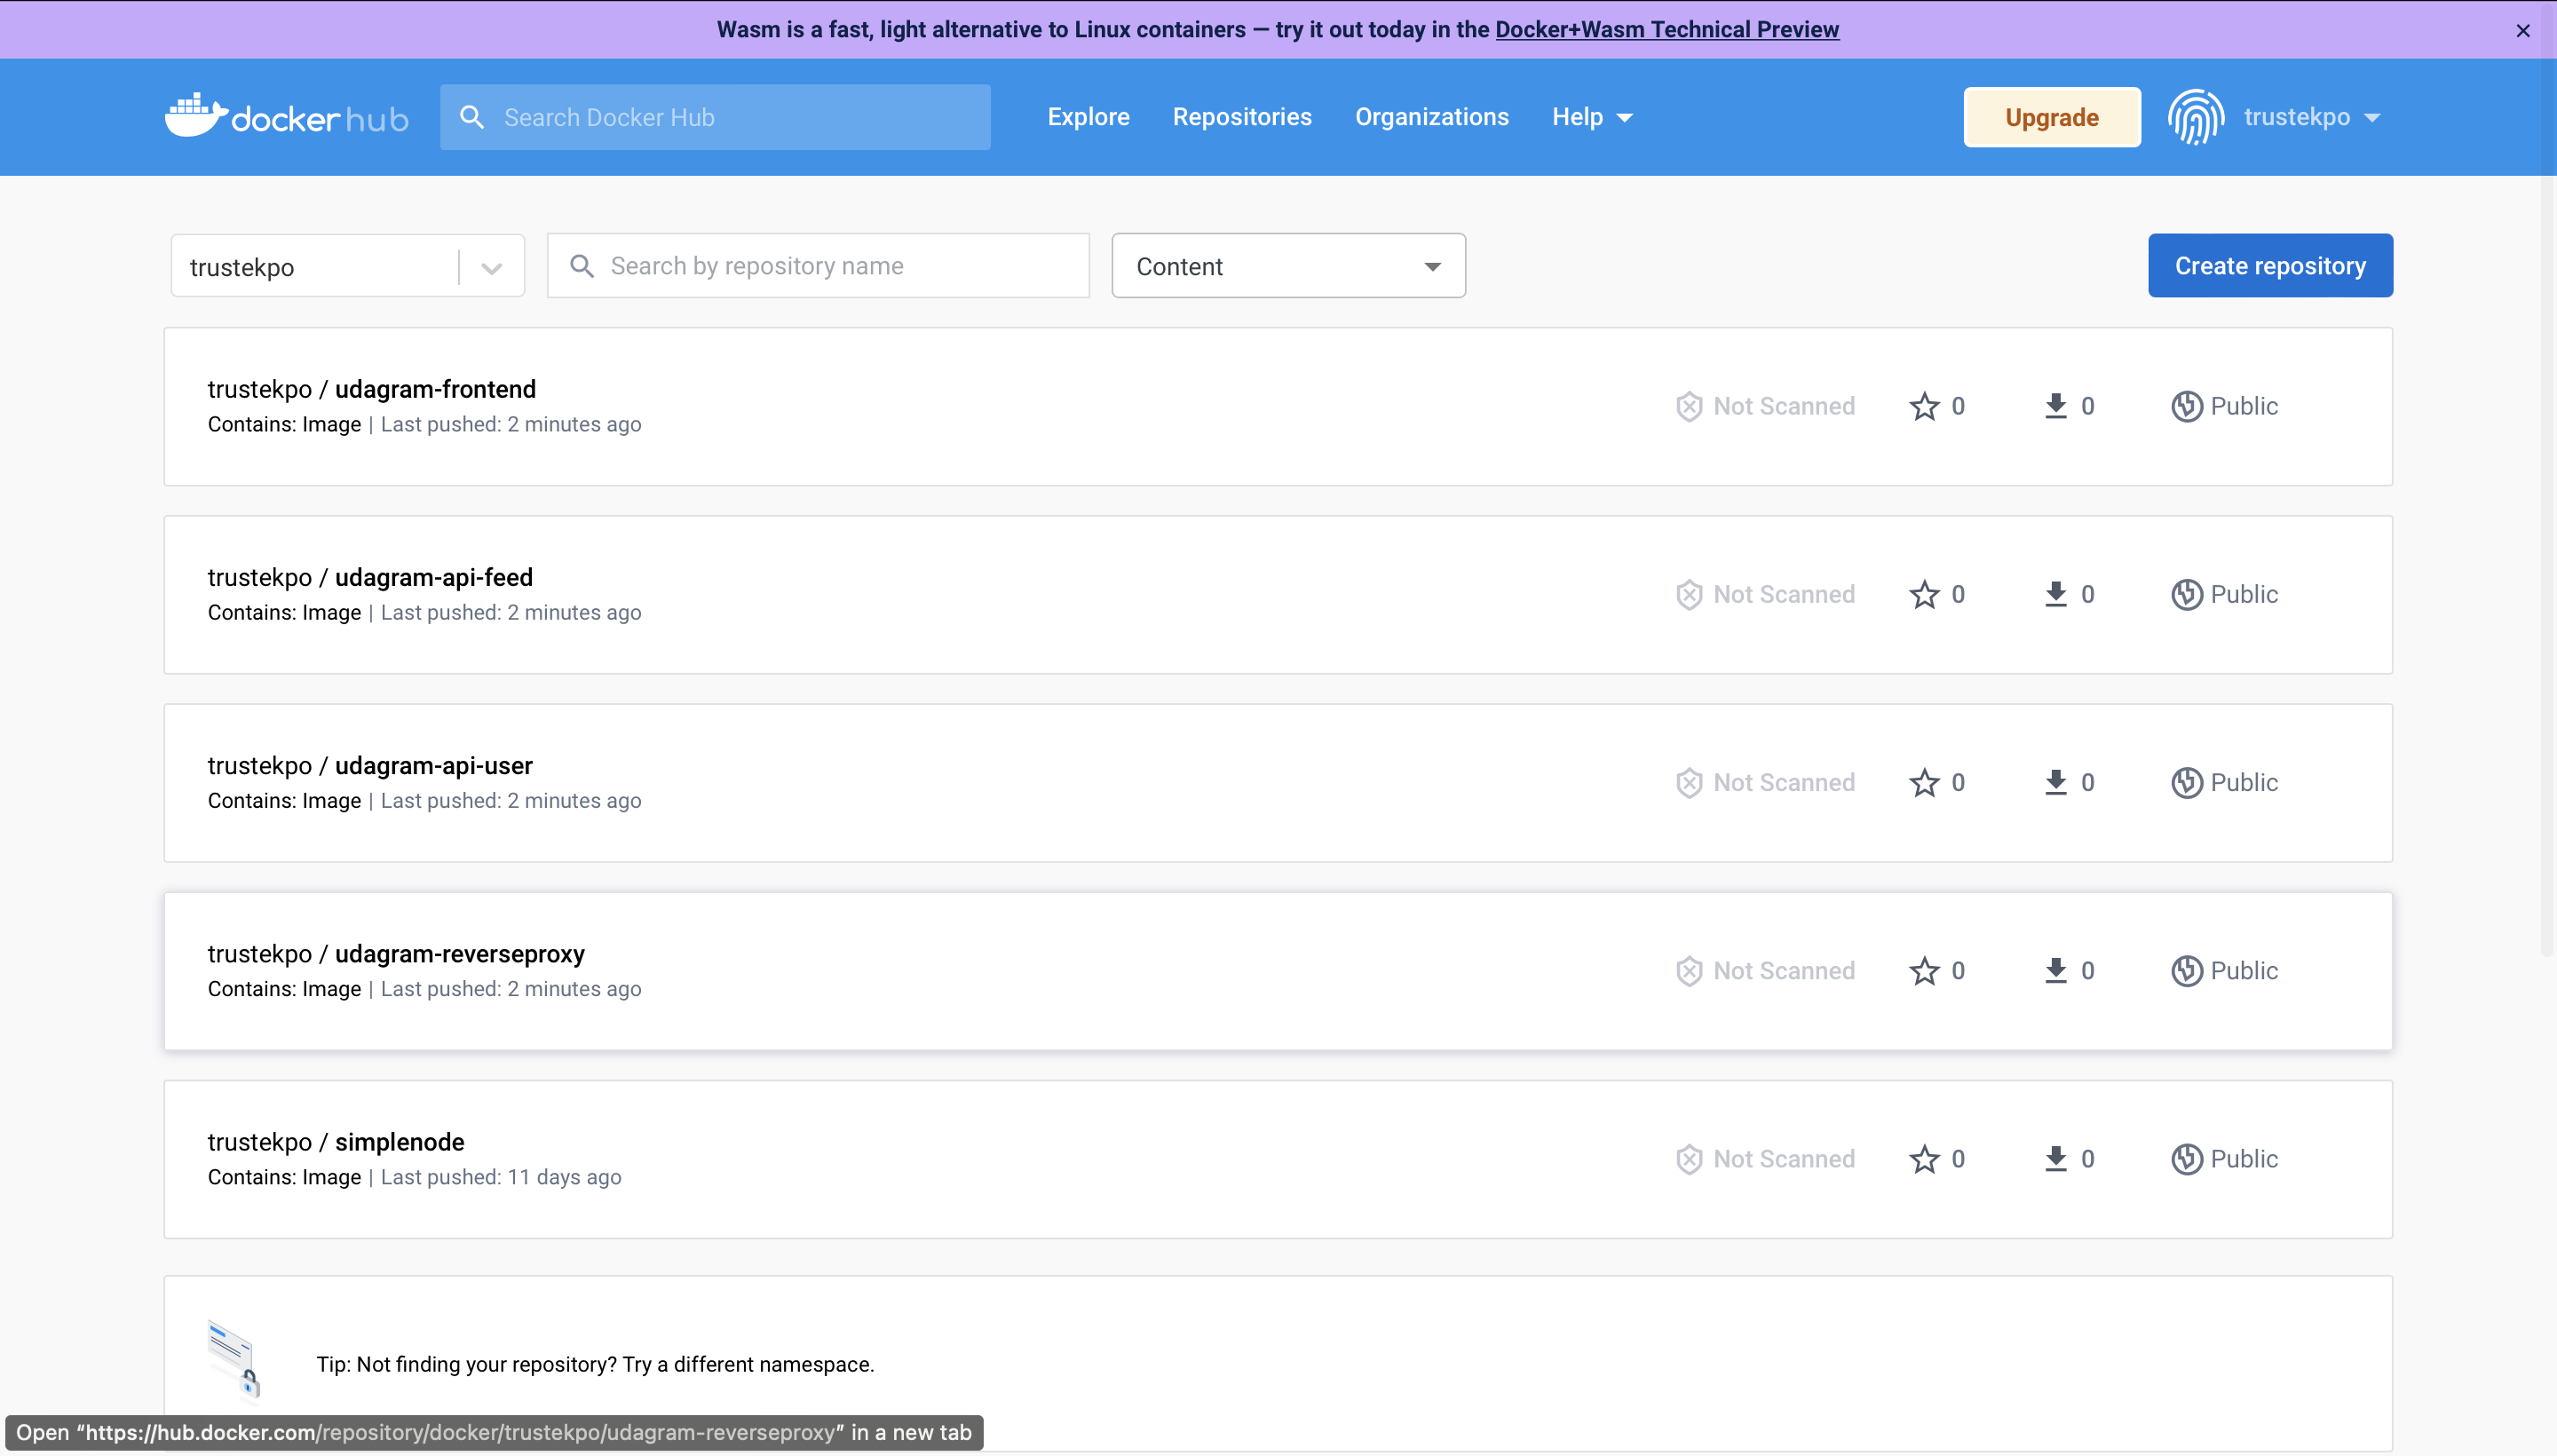 Wasm is a fast, light alternative to Linux containers — try it out today in the Docker+Wasm Technical Preview
dockerhub
Search Docker Hub
Explore
Repositories
Organizations
Help
Upgrade
trustekpo
trustekpo
Search by repository name
Content
Create repository
trustekpo / udagram-frontend
Not Scanned
0
0
Public
Contains: Image | Last pushed: 2 minutes ago
trustekpo / udagram-api-feed
Not Scanned
0
0
Public
Contains: Image | Last pushed: 2 minutes ago
trustekpo / udagram-api-user
Not Scanned
0
0
Public
Contains: Image | Last pushed: 2 minutes ago
trustekpo / udagram-reverseproxy
Not Scanned
0
0
Public
Contains: Image | Last pushed: 2 minutes ago
trustekpo / simplenode
Not Scanned
0
0
Public
Contains: Image | Last pushed: 11 days ago
Tip: Not finding your repository? Try a different namespace.
Open “https://hub.docker.com/repository/docker/trustekpo/udagram-reverseproxy” in a new tab